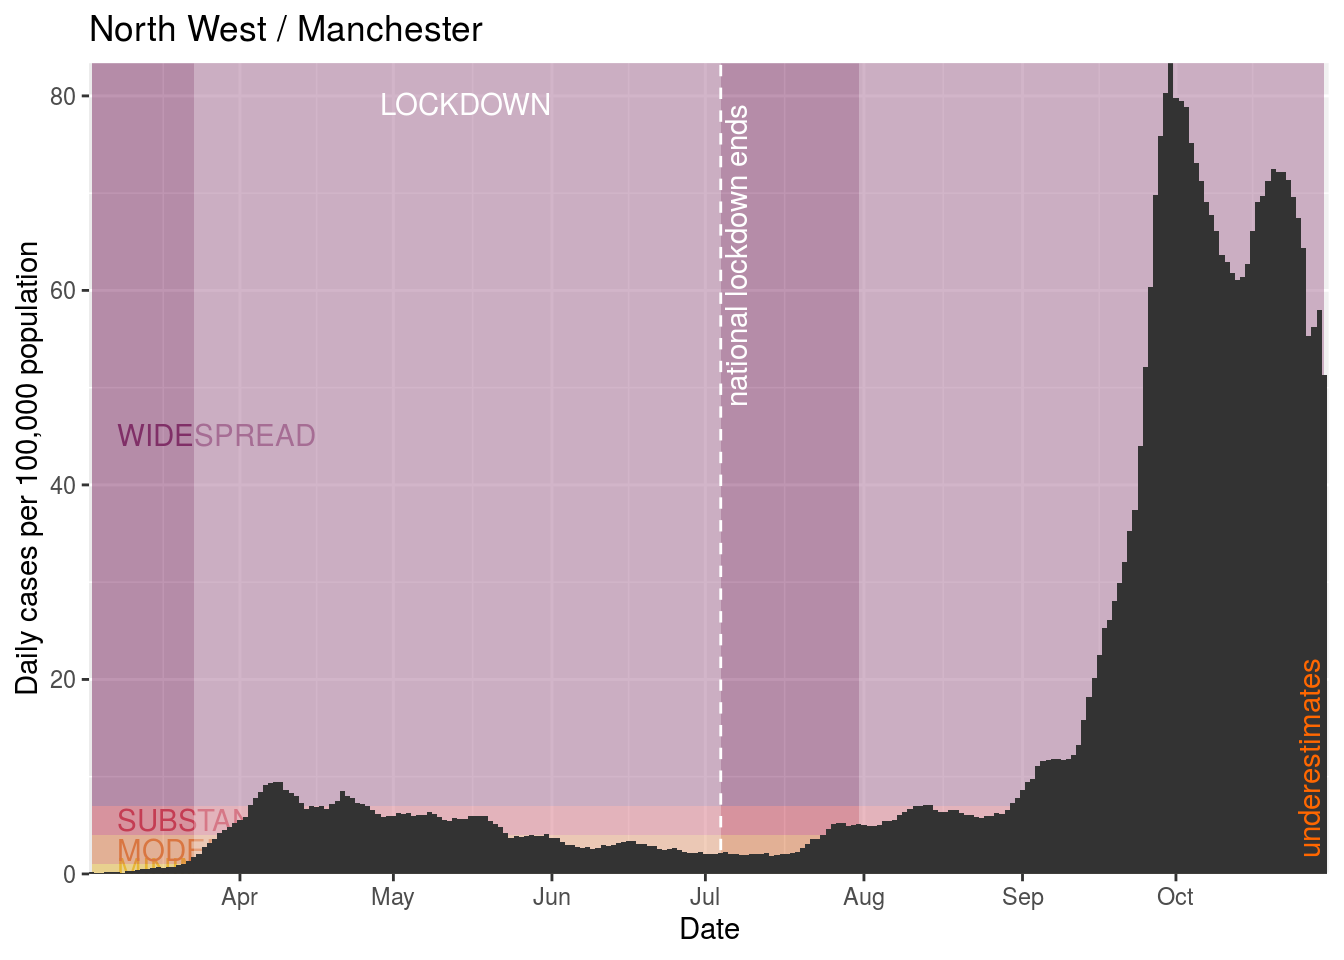 North West / Manchester
Daily cases per 100,000 population
80
60
40
20
0
LOCKDOWN
national lockdown ends
WIDESPREAD
underestimates
Apr
May
Jun
Jul
Aug
Sep
Oct
Date